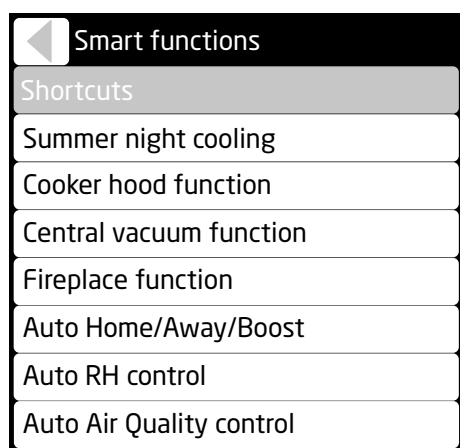 Smart functions
Shortcuts
Summer night cooling
Cooker hood function
Central vacuum function
Fireplace function
Auto Home/Away/Boost
Auto RH control
Auto Air Quality control